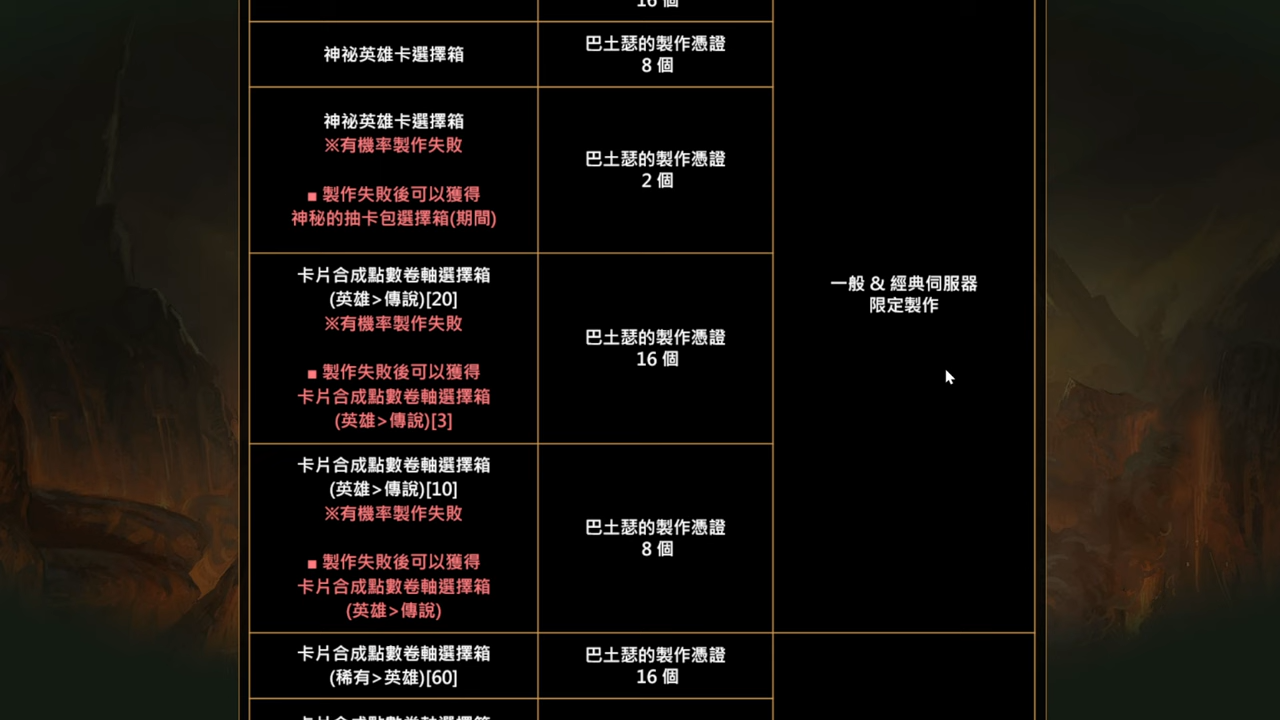 16 個
神祕英雄卡選擇箱
巴土瑟的製作憑證
8 個
神祕英雄卡選擇箱
※有機率製作失敗
■ 製作失敗後可以獲得
神秘的抽卡包選擇箱(期間)
巴土瑟的製作憑證
2 個
卡片合成點數卷軸選擇箱
(英雄>傳說)[20]
※有機率製作失敗
■ 製作失敗後可以獲得
卡片合成點數卷軸選擇箱
(英雄>傳說)[3]
巴土瑟的製作憑證
16 個
一般 & 經典伺服器
限定製作
卡片合成點數卷軸選擇箱
(英雄>傳說)[10]
※有機率製作失敗
■ 製作失敗後可以獲得
卡片合成點數卷軸選擇箱
(英雄>傳說)
巴土瑟的製作憑證
8 個
卡片合成點數卷軸選擇箱
(稀有>英雄)[60]
巴土瑟的製作憑證
16 個